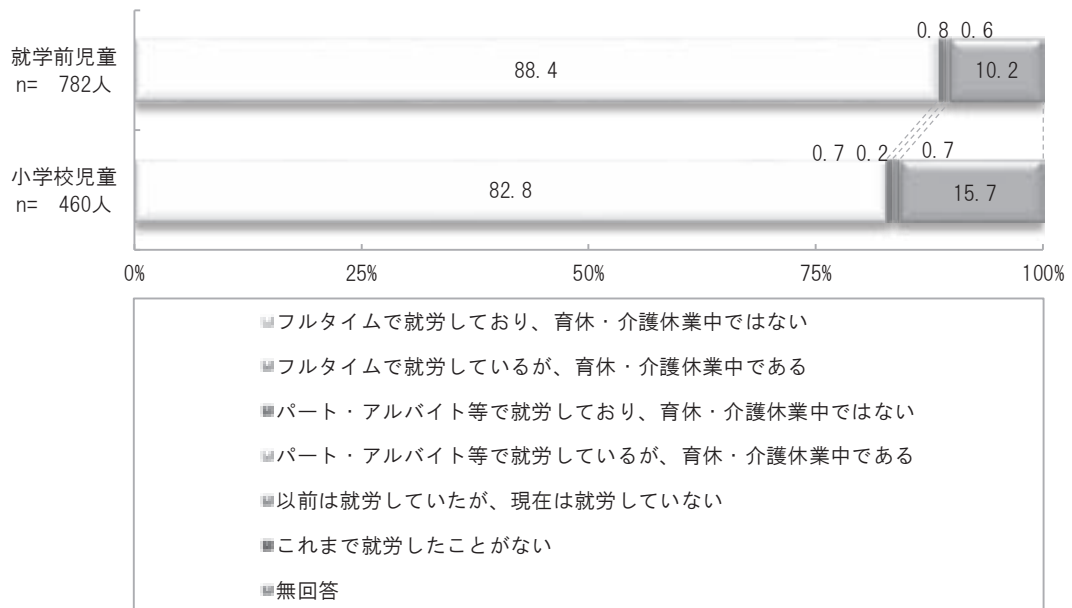 0.8 0.6
就学前児童
n= 782人
88.4
10.2
0.7 0.2 0.7
小学校児童
n= 460人
82.8
15.7
0% 25% 50% 75% 100%
フルタイムで就労しており、育休・介護休業中ではない
フルタイムで就労しているが、育休・介護休業中である
パート・アルバイト等で就労しており、育休・介護休業中ではない
パート・アルバイト等で就労しているが、育休・介護休業中である
以前は就労していたが、現在は就労していない
これまで就労したことがない
無回答